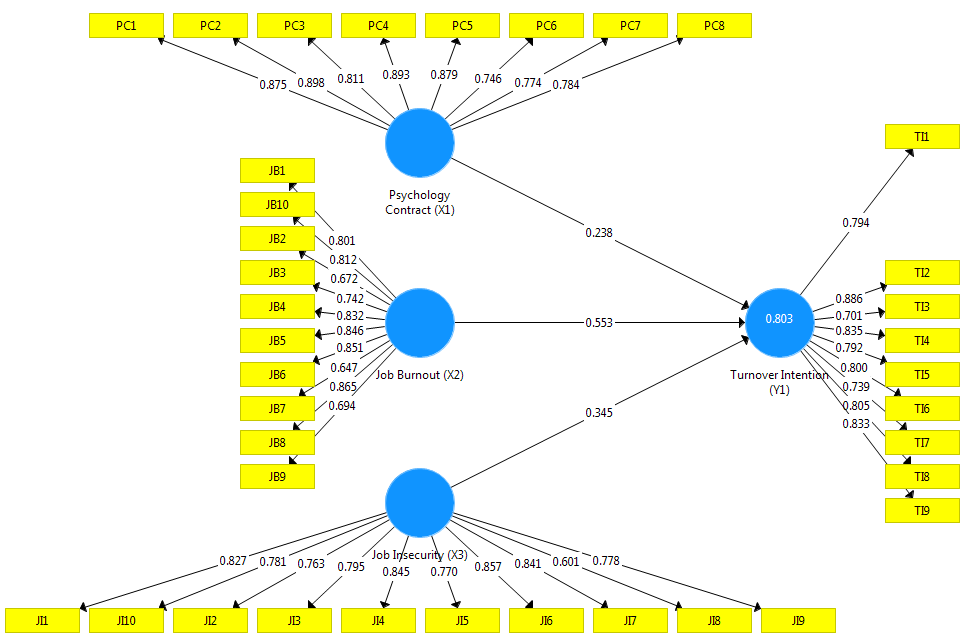 PC1 PC2 PC3 PC4 PC5 PC6 PC7 PC8
0.875 0.898 0.811 0.893 0.879 0.746 0.774 0.784
Psychology
Contract (X1)
JB1
JB10
JB2
JB3
JB4
JB5
JB6
JB7
JB8
JB9
0.801
0.812
0.672
0.742
0.832
0.846
0.851
0.647
0.865
0.694
Job Burnout (X2)
0.238
0.553
0.345
0.803
Turnover Intention
(Y1)
TI1
TI2
TI3
TI4
TI5
TI6
TI7
TI8
TI9
0.794
0.886
0.701
0.835
0.792
0.800
0.739
0.805
0.833
Job Insecurity (X3)
0.827 0.781 0.763 0.795 0.845 0.770 0.857 0.841 0.601 0.778
JI1 JI10 JI2 JI3 JI4 JI5 JI6 JI7 JI8 JI9